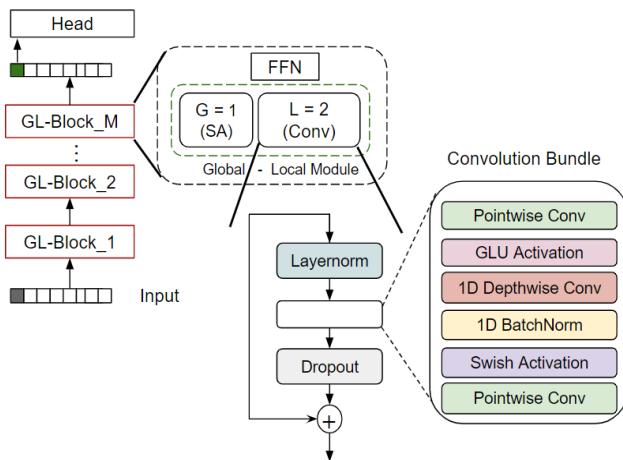 Head
GL-Block_M
⋮
GL-Block_2
GL-Block_1
Input
FFN
G = 1
(SA)
L = 2
(Conv)
Global - Local Module
Layernorm
Dropout
+
Convolution Bundle
Pointwise Conv
GLU Activation
1D Depthwise Conv
1D BatchNorm
Swish Activation
Pointwise Conv